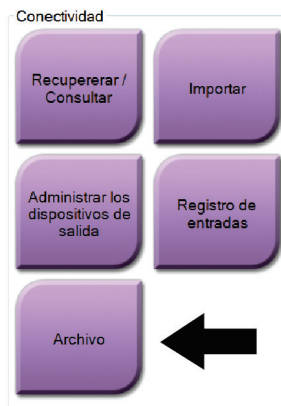 Conectividad
Recupererar /
Consultar
Importar
Administrar los
dispositivos de
salida
Registro de
entradas
Archivo